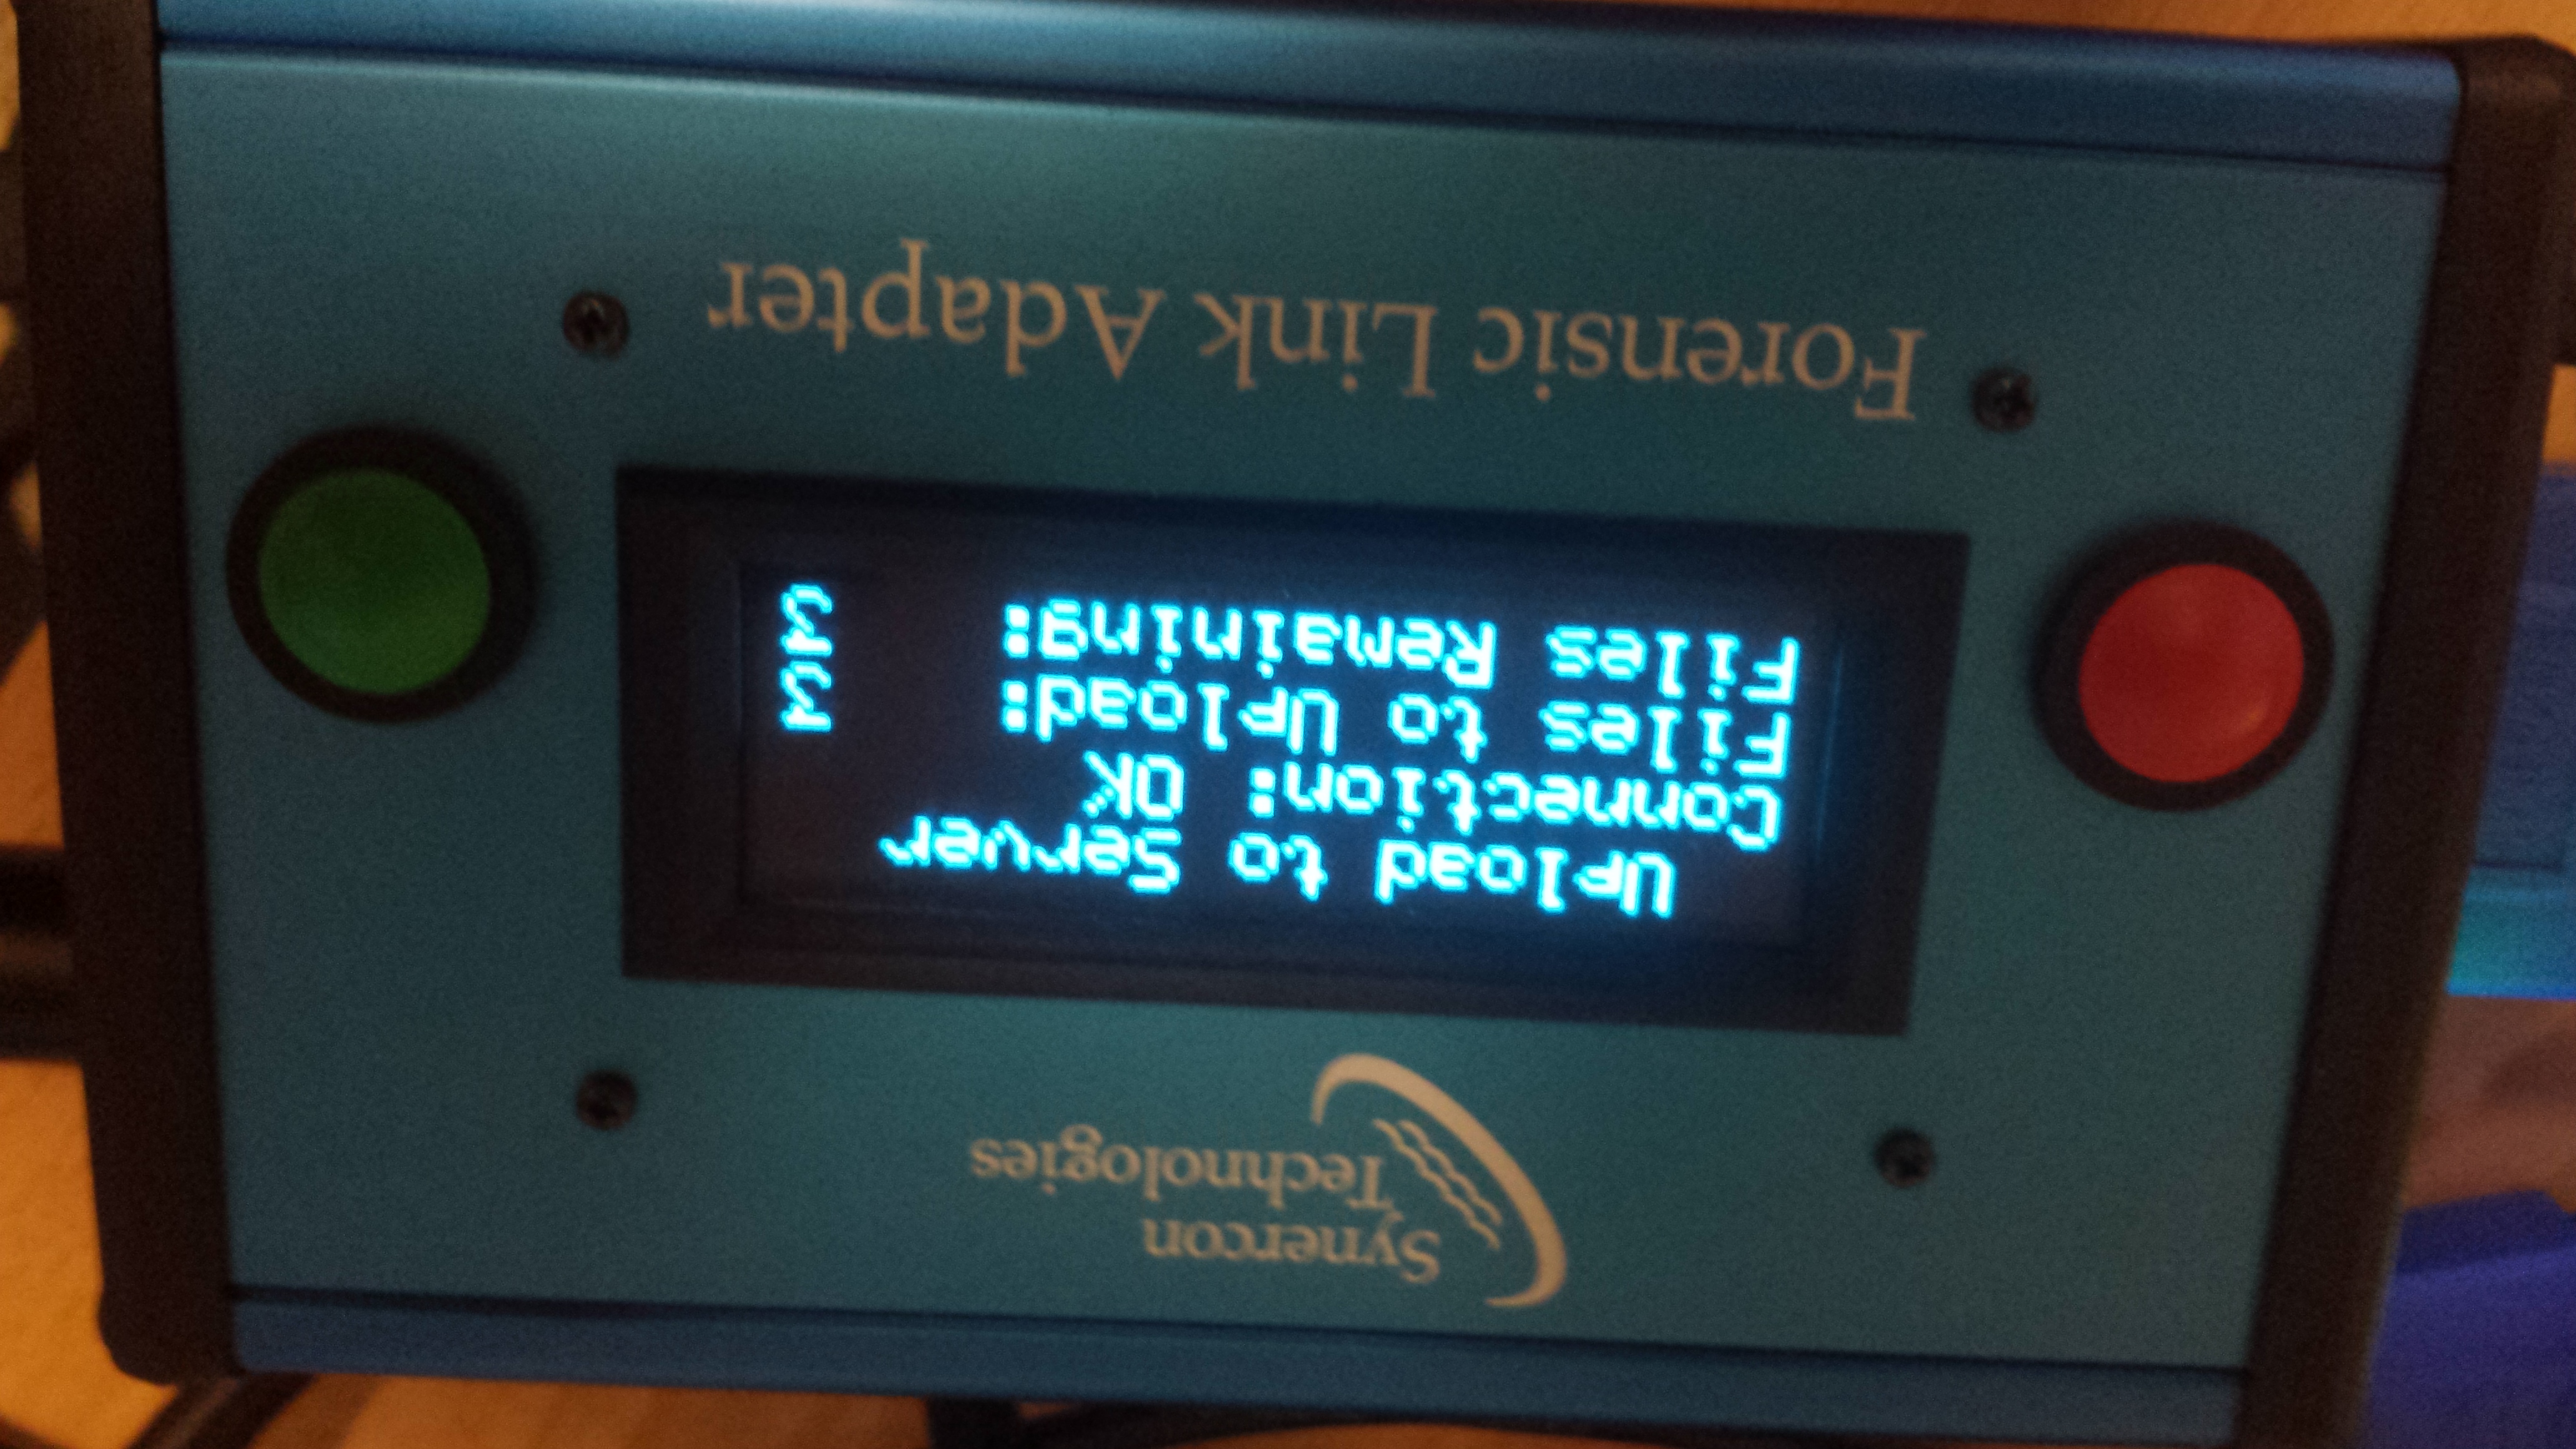 Synercon
Technologies
Upload to Server
Connection: OK
Files to Upload: 3
Files Remaining: 3
Forensic Link Adapter